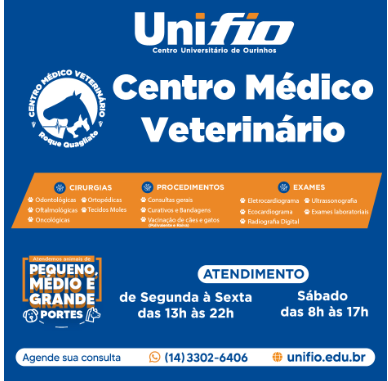 Unifio
Centro Universitário de Ourinhos
CENTRO MÉDICO VETERINÁRIO
Roque Quagliato
Centro Médico
Veterinário
CIRURGIAS
Odontológicas
Ortopédicas
Oftalmológicas
Tecidos Moles
Oncológicas
PROCEDIMENTOS
Consultas gerais
Curativos e Bandagens
Vacinação de cães e gatos
EXAMES
Eletrocardiograma
Ultrassonografia
Ecocardiograma
Exames laboratoriais
Radiografia Digital
Atendemos animais de
PEQUENO,
MÉDIO E
GRANDE
PORTES
ATENDIMENTO
de Segunda à Sexta
das 13h às 22h
Sábado
das 8h às 17h
Agende sua consulta
(14) 3302-6406
unifio.edu.br